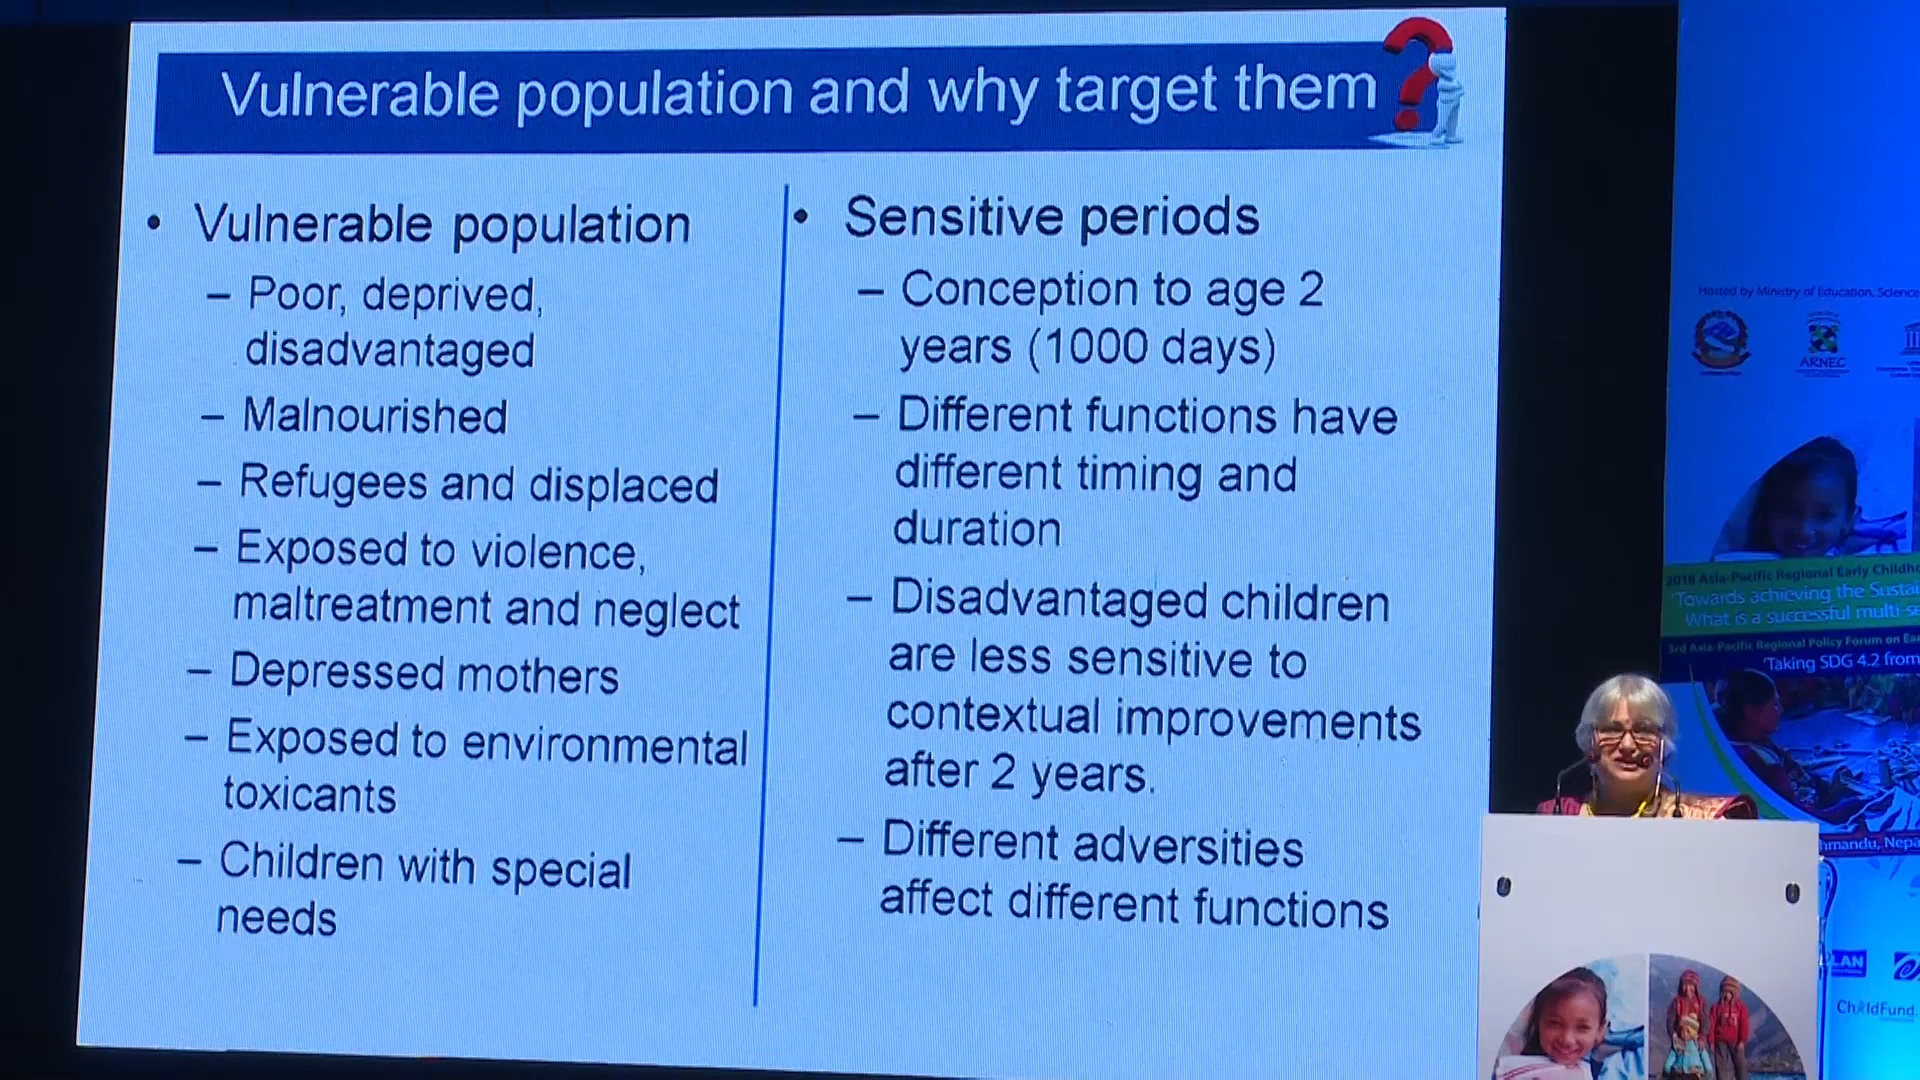 Vulnerable population and why target them
• Vulnerable population
– Poor, deprived,
disadvantaged
– Malnourished
– Refugees and displaced
– Exposed to violence,
maltreatment and neglect
– Depressed mothers
– Exposed to environmental
toxicants
– Children with special
needs
• Sensitive periods
– Conception to age 2
years (1000 days)
– Different functions have
different timing and
duration
– Disadvantaged children
are less sensitive to
contextual improvements
after 2 years.
– Different adversities
affect different functions
Hosted by Ministry of Education, Science
ARNEC
2018 Asia-Pacific Regional Early Childho
'Towards achieving the Sustai
What is a successful multi-se
3rd Asia-Pacific Regional Policy Forum on Ea
'Taking SDG 4.2 from
hmandu, Nepa
LAN
ChildFund.